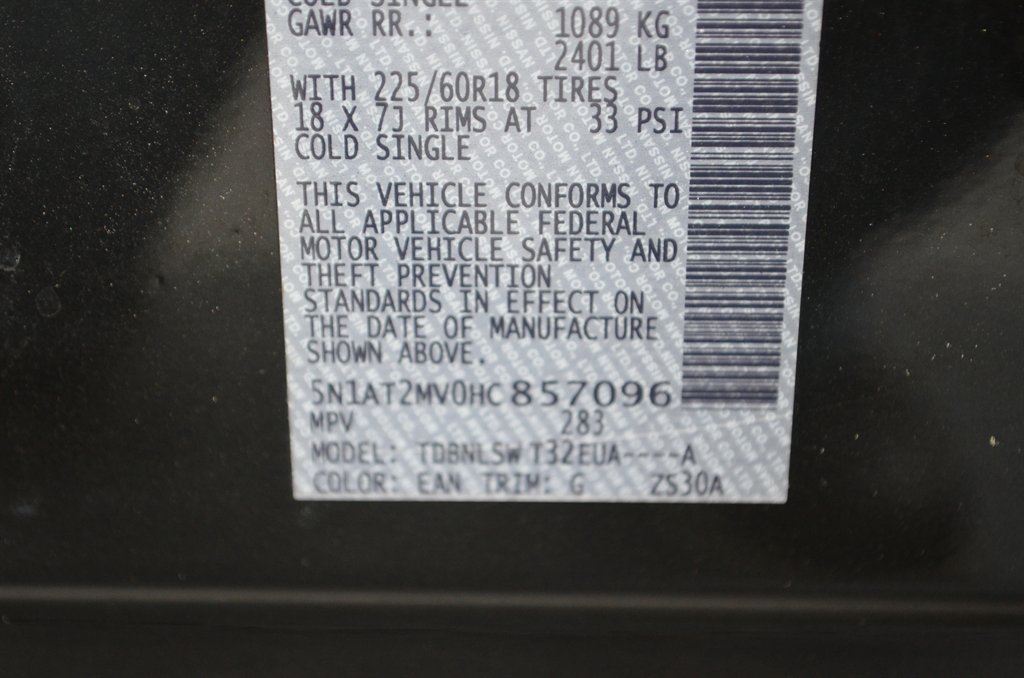 COLD SINGLE
GAWR RR.: 1089 KG
2401 LB
WITH 225/60R18 TIRES
18 X 7J RIMS AT 33 PSI
COLD SINGLE
THIS VEHICLE CONFORMS TO
ALL APPLICABLE FEDERAL
MOTOR VEHICLE SAFETY AND
THEFT PREVENTION
STANDARDS IN EFFECT ON
THE DATE OF MANUFACTURE
SHOWN ABOVE.
5N1AT2MV0HC857096
MPV 283
MODEL: TDBNLSW T32EUA----A
COLOR: EAN TRIM: G ZS30A